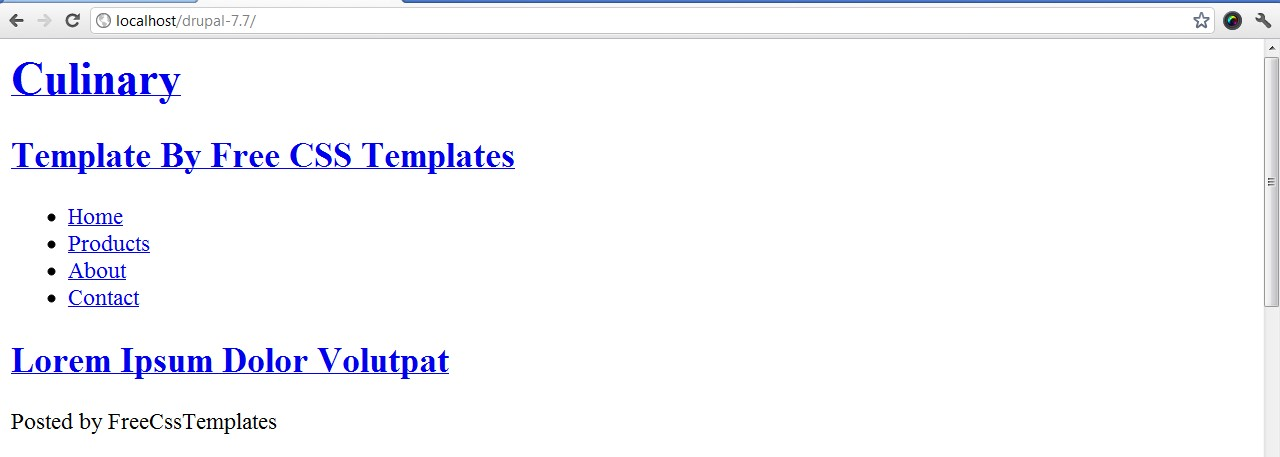 localhost/drupal-7.7/
Culinary
Template By Free CSS Templates
Home
Products
About
Contact
Lorem Ipsum Dolor Volutpat
Posted by FreeCssTemplates